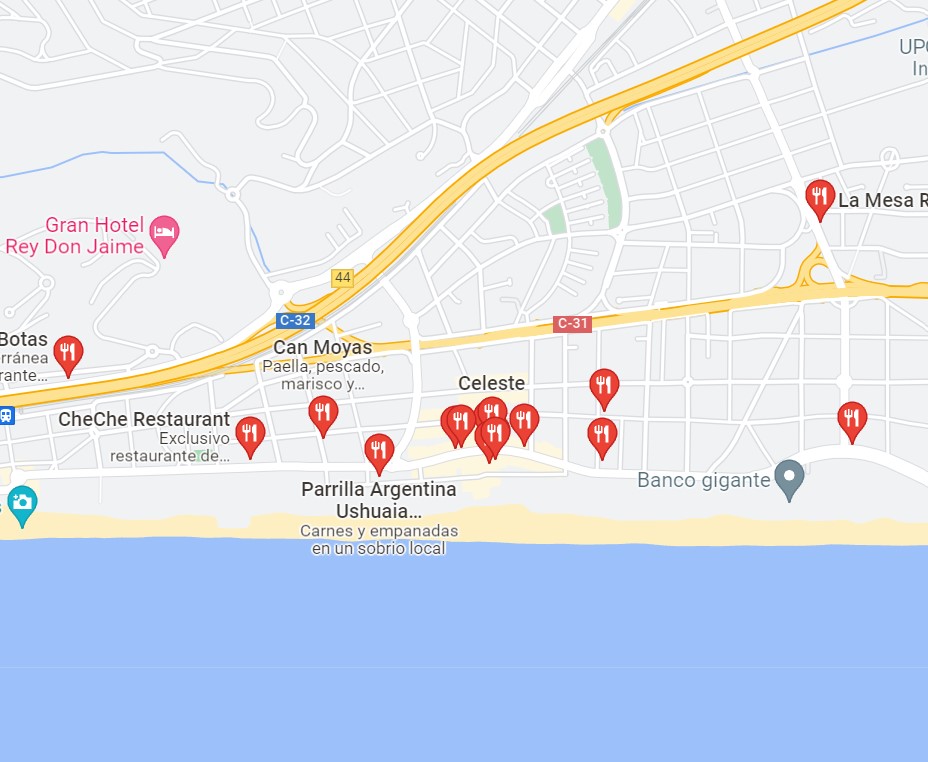 UPC
In
La Mesa R
Gran Hotel
Rey Don Jaime
44
C-32
C-31
Botas
rránea
rante...
Can Moyas
Paella, pescado,
marisco y...
Celeste
CheChe Restaurant
Exclusivo
restaurante de...
Banco gigante
Parrilla Argentina
Ushuaia...
Carnes y empanadas
en un sobrio local
s